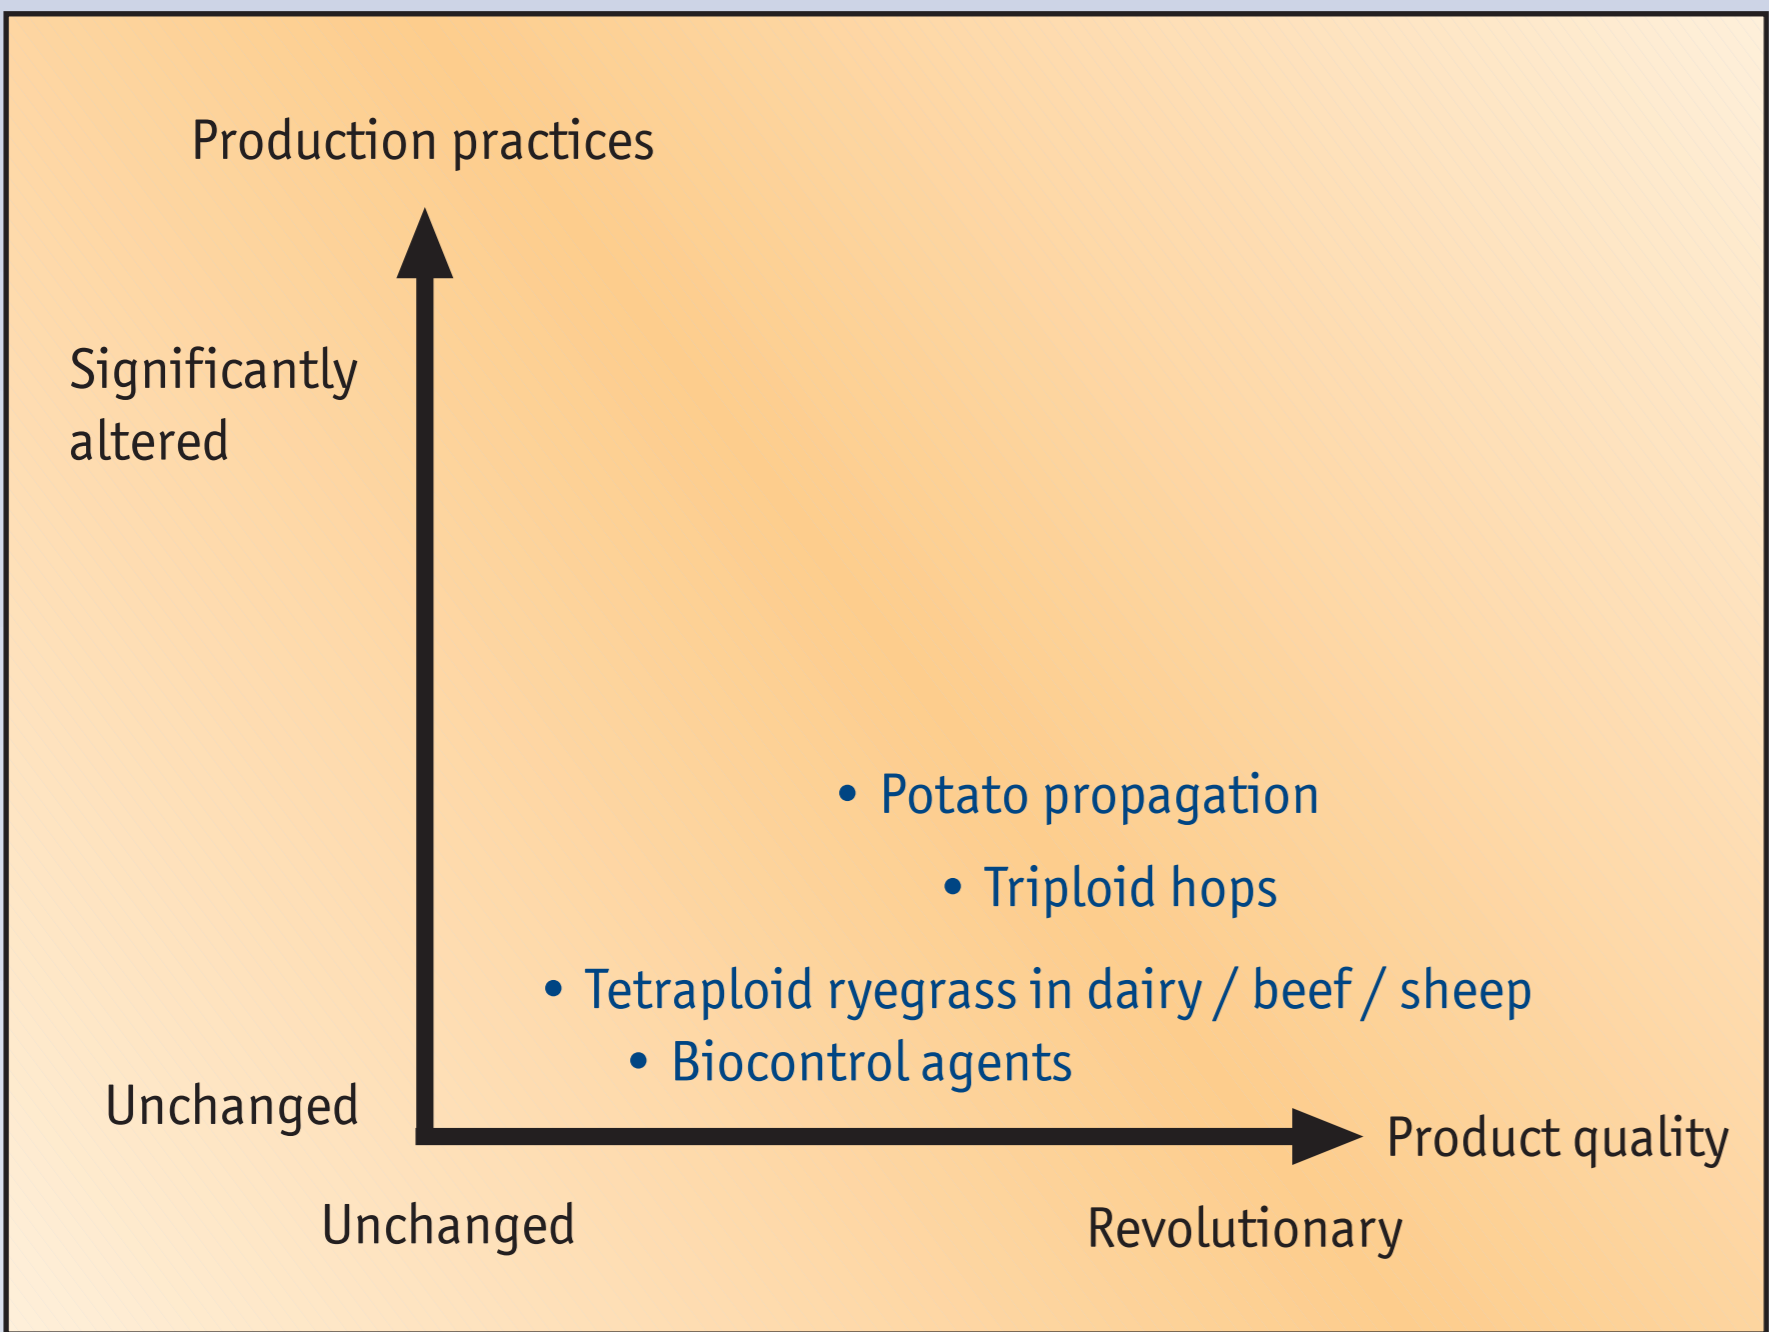 Production practices
Significantly
altered
• Potato propagation
• Triploid hops
• Tetraploid ryegrass in dairy / beef / sheep
• Biocontrol agents
Unchanged
Product quality
Unchanged
Revolutionary